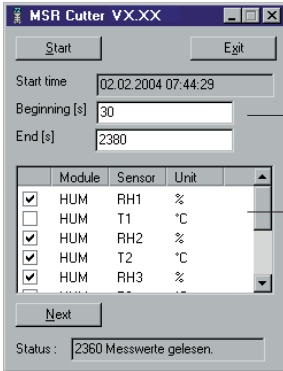 MSR Cutter VX.XX
Start Exit
Start time 02.02.2004 07:44:29
Beginning [s] 30
End [s] 2380
Module Sensor Unit
HUM RH1 %
HUM T1 °C
HUM RH2 %
HUM T2 °C
HUM RH3 %
Next
Status : 2360 Messwerte gelesen.